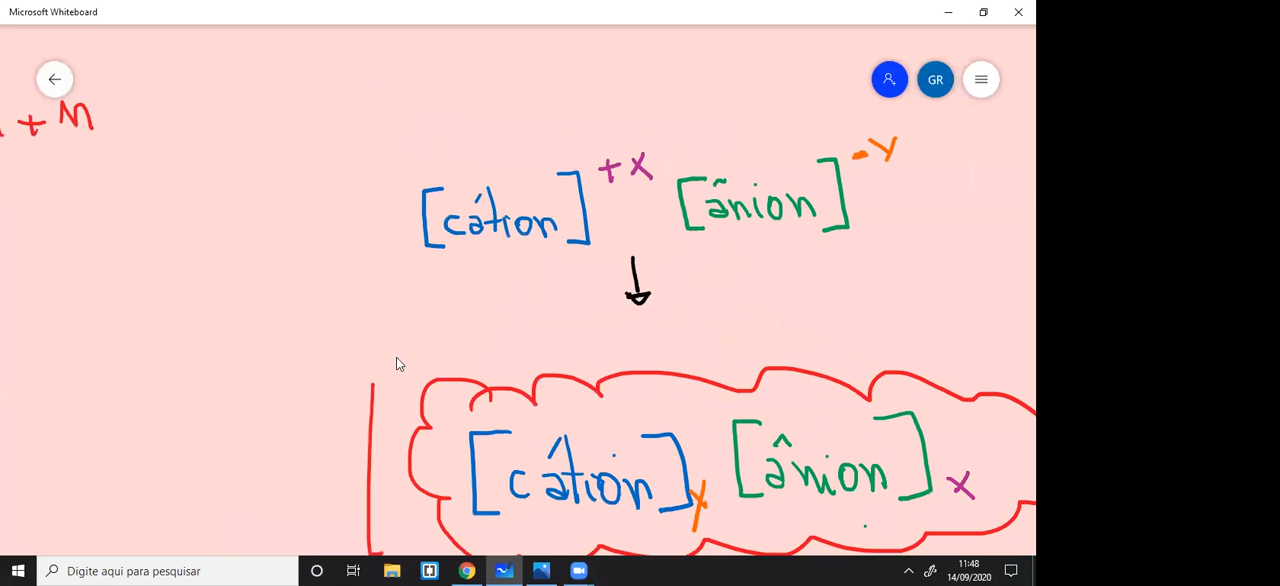 Microsoft Whiteboard
GR
+ M
[cátion]+x [ânion]-y
[cátion]y [ânion]x
Digite aqui para pesquisar
11:48
14/09/2020